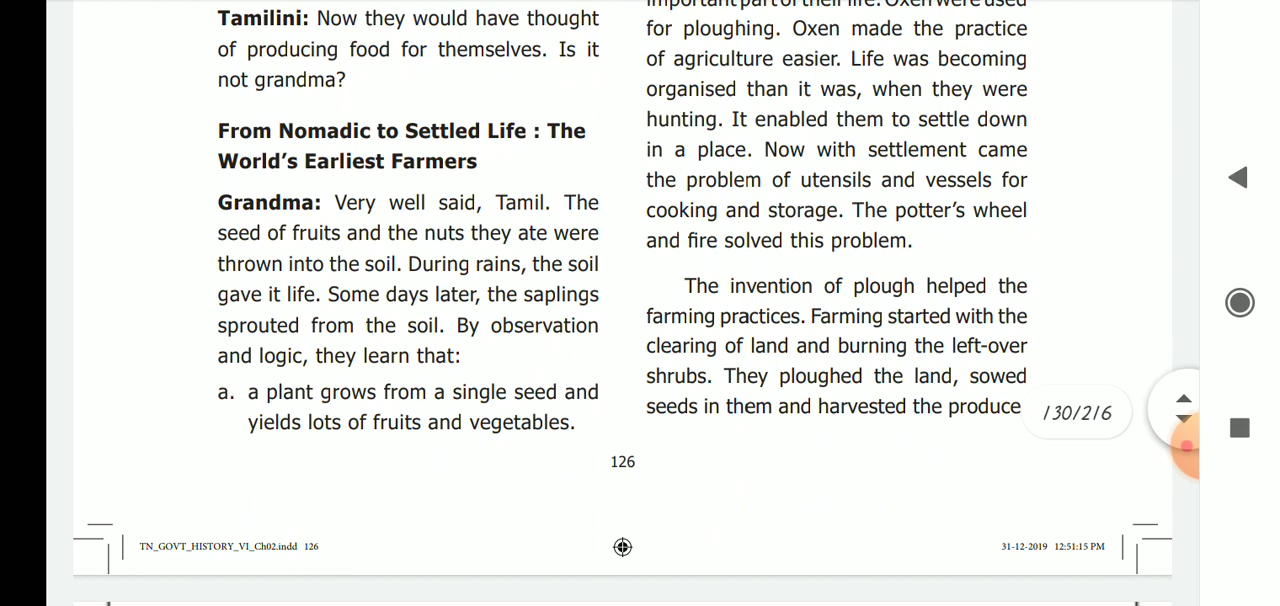 Tamilini: Now they would have thought
of producing food for themselves. Is it
not grandma?
From Nomadic to Settled Life : The
World's Earliest Farmers
Grandma: Very well said, Tamil. The
seed of fruits and the nuts they ate were
thrown into the soil. During rains, the soil
gave it life. Some days later, the saplings
sprouted from the soil. By observation
and logic, they learn that:
a. a plant grows from a single seed and
yields lots of fruits and vegetables.
important part of their life. Oxen were used
for ploughing. Oxen made the practice
of agriculture easier. Life was becoming
organised than it was, when they were
hunting. It enabled them to settle down
in a place. Now with settlement came
the problem of utensils and vessels for
cooking and storage. The potter's wheel
and fire solved this problem.
The invention of plough helped the
farming practices. Farming started with the
clearing of land and burning the left-over
shrubs. They ploughed the land, sowed
seeds in them and harvested the produce
130/216
126
TN_GOVT_HISTORY_VI_Ch02.indd 126
31-12-2019 12:51:15 PM